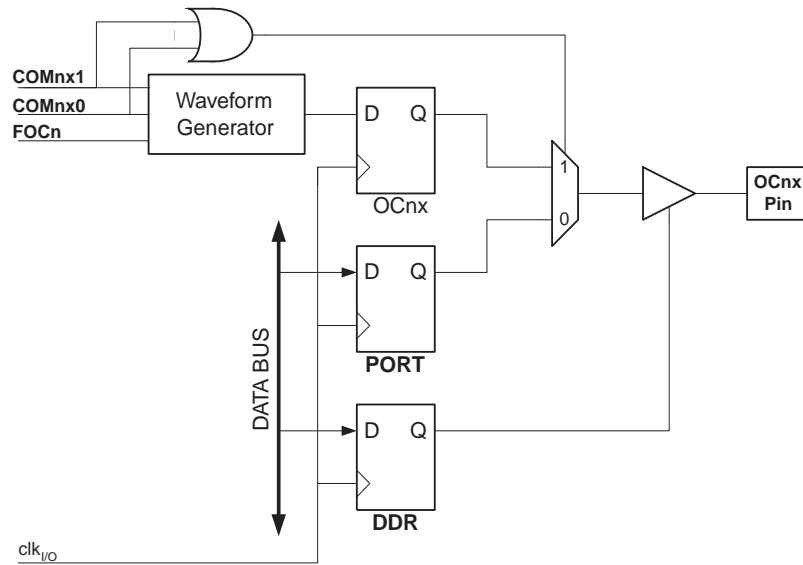 COMnx1
COMnx0
FOCn
Waveform
Generator
D Q
OCnx
1
0
OCnx
Pin
D Q
PORT
DATA BUS
D Q
DDR
clkI/O